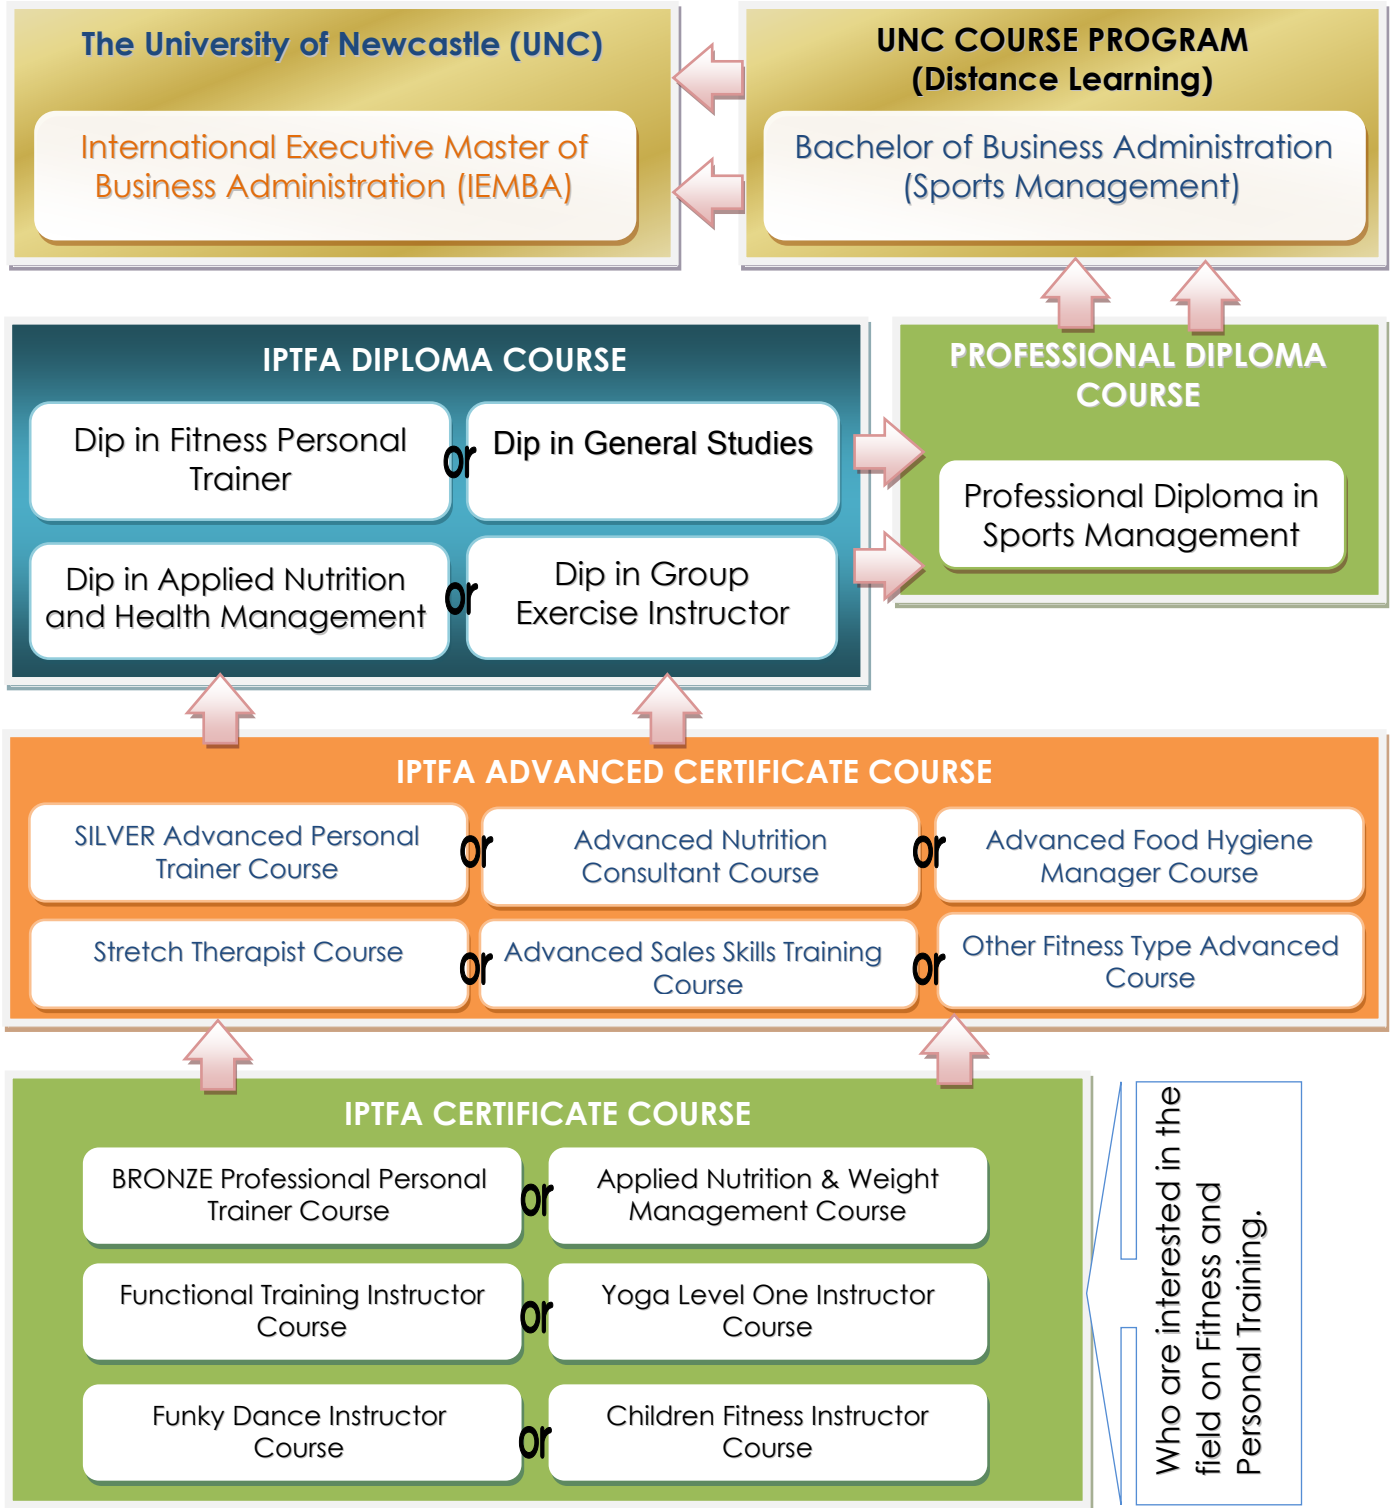 The University of Newcastle (UNC)
International Executive Master of
Business Administration (IEMBA)
UNC COURSE PROGRAM
(Distance Learning)
Bachelor of Business Administration
(Sports Management)
IPTFA DIPLOMA COURSE
Dip in Fitness Personal
Trainer
or
Dip in General Studies
Dip in Applied Nutrition
and Health Management
or
Dip in Group
Exercise Instructor
PROFESSIONAL DIPLOMA
COURSE
Professional Diploma in
Sports Management
IPTFA ADVANCED CERTIFICATE COURSE
SILVER Advanced Personal
Trainer Course
or
Advanced Nutrition
Consultant Course
or
Advanced Food Hygiene
Manager Course
Stretch Therapist Course
or
Advanced Sales Skills Training
Course
or
Other Fitness Type Advanced
Course
IPTFA CERTIFICATE COURSE
BRONZE Professional Personal
Trainer Course
or
Applied Nutrition & Weight
Management Course
Functional Training Instructor
Course
or
Yoga Level One Instructor
Course
Funky Dance Instructor
Course
or
Children Fitness Instructor
Course
Who are interested in the
field on Fitness and
Personal Training.